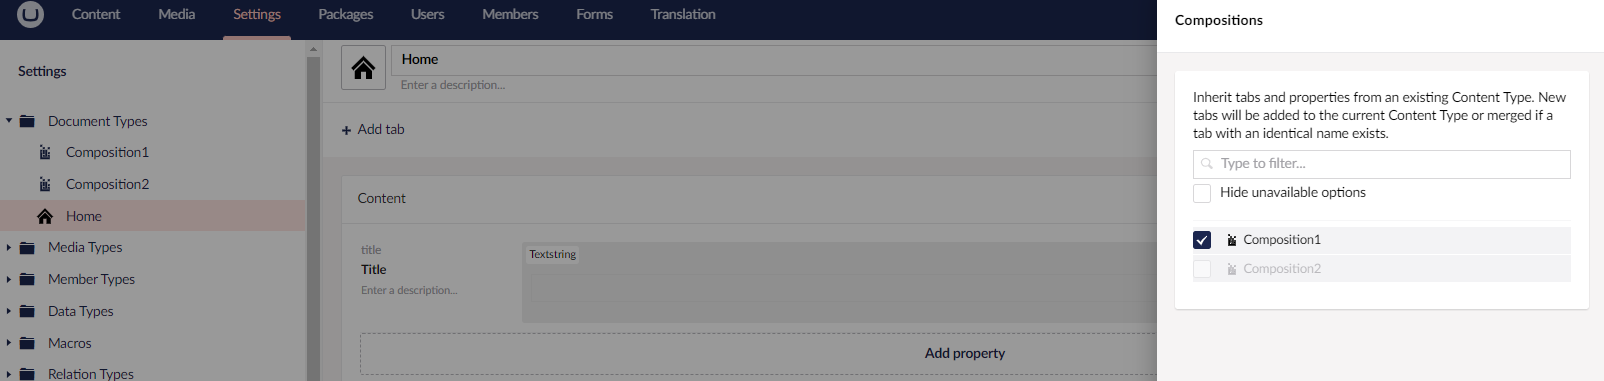 Content Media Settings Packages Users Members Forms Translation
Settings
Document Types
Composition1
Composition2
Home
Media Types
Member Types
Data Types
Macros
Relation Types
Home
Enter a description...
+ Add tab
Content
title
Title
Enter a description...
Textstring
Add property
Compositions
Inherit tabs and properties from an existing Content Type. New
tabs will be added to the current Content Type or merged if a
tab with an identical name exists.
Type to filter...
Hide unavailable options
Composition1
Composition2